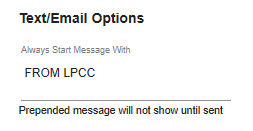 Text/Email Options
Always Start Message With
FROM LPCC
Prepended message will not show until sent